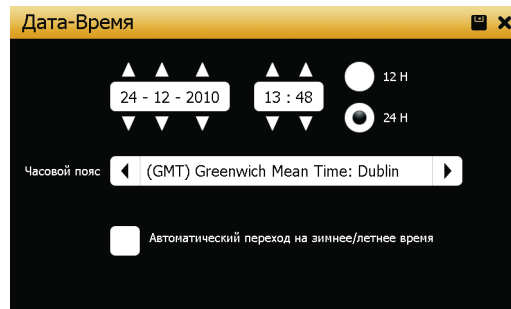 Дата-Время
24 - 12 - 2010
13 : 48
12 H
24 H
Часовой пояс
(GMT) Greenwich Mean Time: Dublin
Автоматический переход на зимнее/летнее время